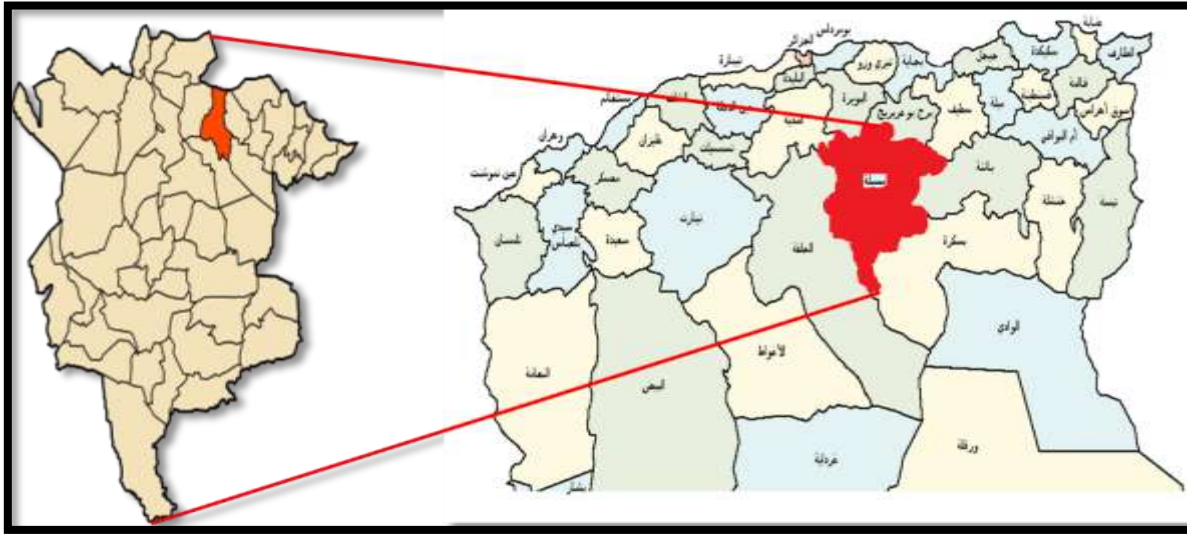 عنابة
بومرداس
الجزائر
الطارف
سكيكدة
جيجل
بجاية
تيزي وزو
تيبازة
البليدة
قالمة
قسنطينة
ميلة
سطيف
البويرة
برج بوعريريج
سوق أهراس
أم البواقي
مستغانم
غليزان
تيسمسيلت
وهران
معسكر
عين تموشنت
باتنة
خنشلة
تبسة
مسيلة
تيارت
سعيدة
سيدي
بلعباس
تلمسان
الجلفة
بسكرة
الوادي
الأغواط
النعامة
البيض
ورقلة
غرداية
بشار